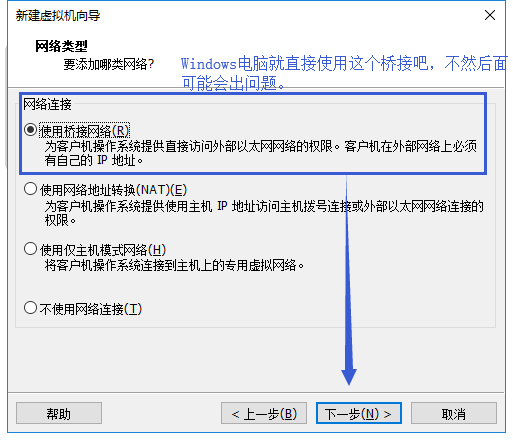 新建虚拟机向导
网络类型
要添加哪类网络?
Windows电脑就直接使用这个桥接吧，不然后面
可能会出问题。
网络连接
使用桥接网络(R)
为客户机操作系统提供直接访问外部以太网网络的权限。客户机在外部网络上必须
有自己的 IP 地址。
使用网络地址转换(NAT)(E)
为客户机操作系统提供使用主机 IP 地址访问主机拨号连接或外部以太网网络连接的
权限。
使用仅主机模式网络(H)
将客户机操作系统连接到主机上的专用虚拟网络。
不使用网络连接(T)
帮助
< 上一步(B)
下一步(N) >
取消